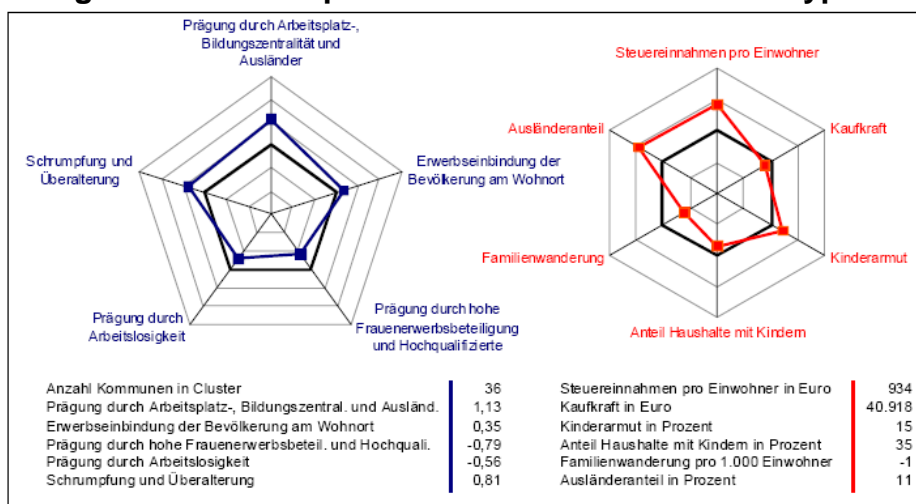 Prägung durch Arbeitsplatz-,
Bildungszentralität und
Ausländer
Schrumpfung und
Überalterung
Erwerbseinbindung der
Bevölkerung am Wohnort
Prägung durch
Arbeitslosigkeit
Prägung durch hohe
Frauenerwerbsbeteiligung
und Hochqualifizierte
Steuereinnahmen pro Einwohner
Ausländeranteil
Kaufkraft
Familienwanderung
Kinderarmut
Anteil Haushalte mit Kindern
Anzahl Kommunen in Cluster 36
Prägung durch Arbeitsplatz-, Bildungszentral. und Ausländ. 1,13
Erwerbseinbindung der Bevölkerung am Wohnort 0,35
Prägung durch hohe Frauenerwerbsbeteil. und Hochquali. -0,79
Prägung durch Arbeitslosigkeit -0,56
Schrumpfung und Überalterung 0,81
Steuereinnahmen pro Einwohner in Euro 934
Kaufkraft in Euro 40.918
Kinderarmut in Prozent 15
Anteil Haushalte mit Kindern in Prozent 35
Familienwanderung pro 1.000 Einwohner -1
Ausländeranteil in Prozent 11